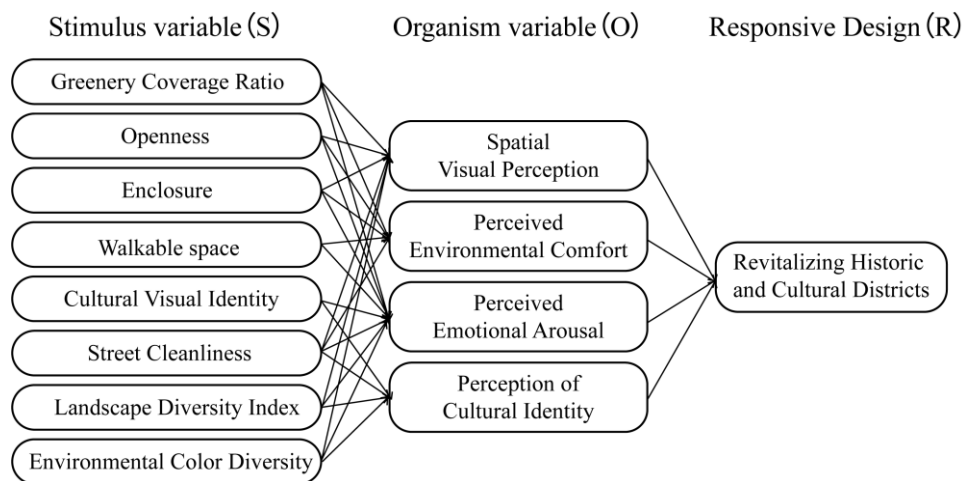 Stimulus variable (S)
Organism variable (O)
Responsive Design (R)
Greenery Coverage Ratio
Openness
Enclosure
Walkable space
Cultural Visual Identity
Street Cleanliness
Landscape Diversity Index
Environmental Color Diversity
Spatial
Visual Perception
Perceived
Environmental Comfort
Perceived
Emotional Arousal
Perception of
Cultural Identity
Revitalizing Historic
and Cultural Districts